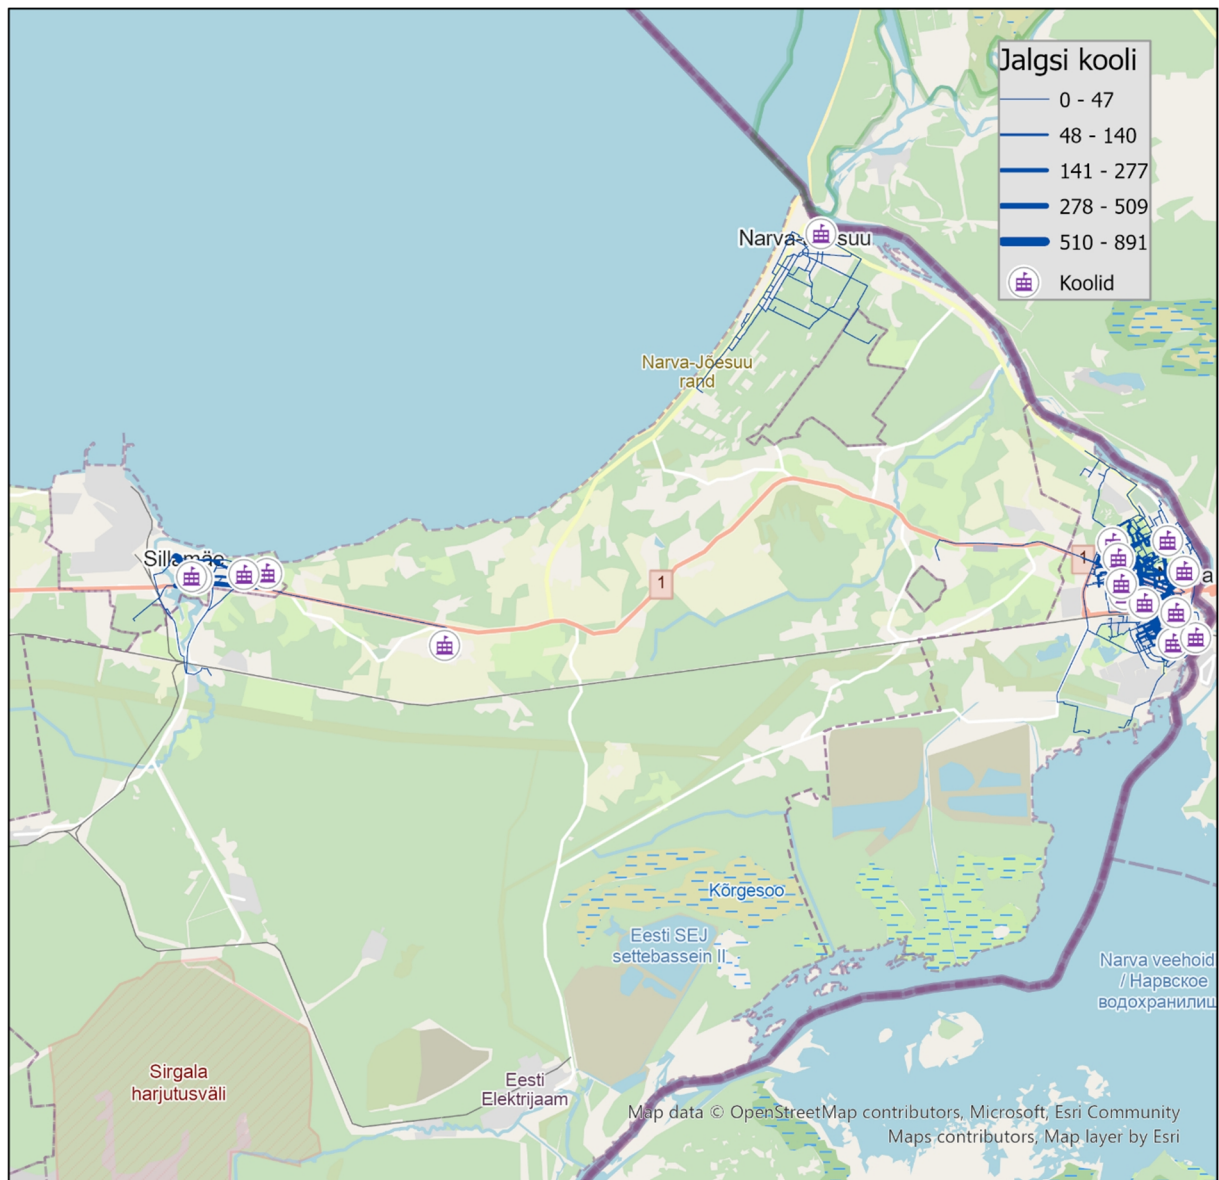 Jalgsi kooli
0 - 47
48 - 140
141 - 277
278 - 509
510 - 891
Koolid
Narva- suu
Narva-Jõesuu
rand
Sillamäe
1
1
a
Kõrgesoo
Eesti SEJ
settebassein II
Narva veehoid
/ Нарвское
водохранилищ
Sirgala
harjutusväli
Eesti
Elektrijaam
Map data © OpenStreetMap contributors, Microsoft, Esri Community
Maps contributors, Map layer by Esri